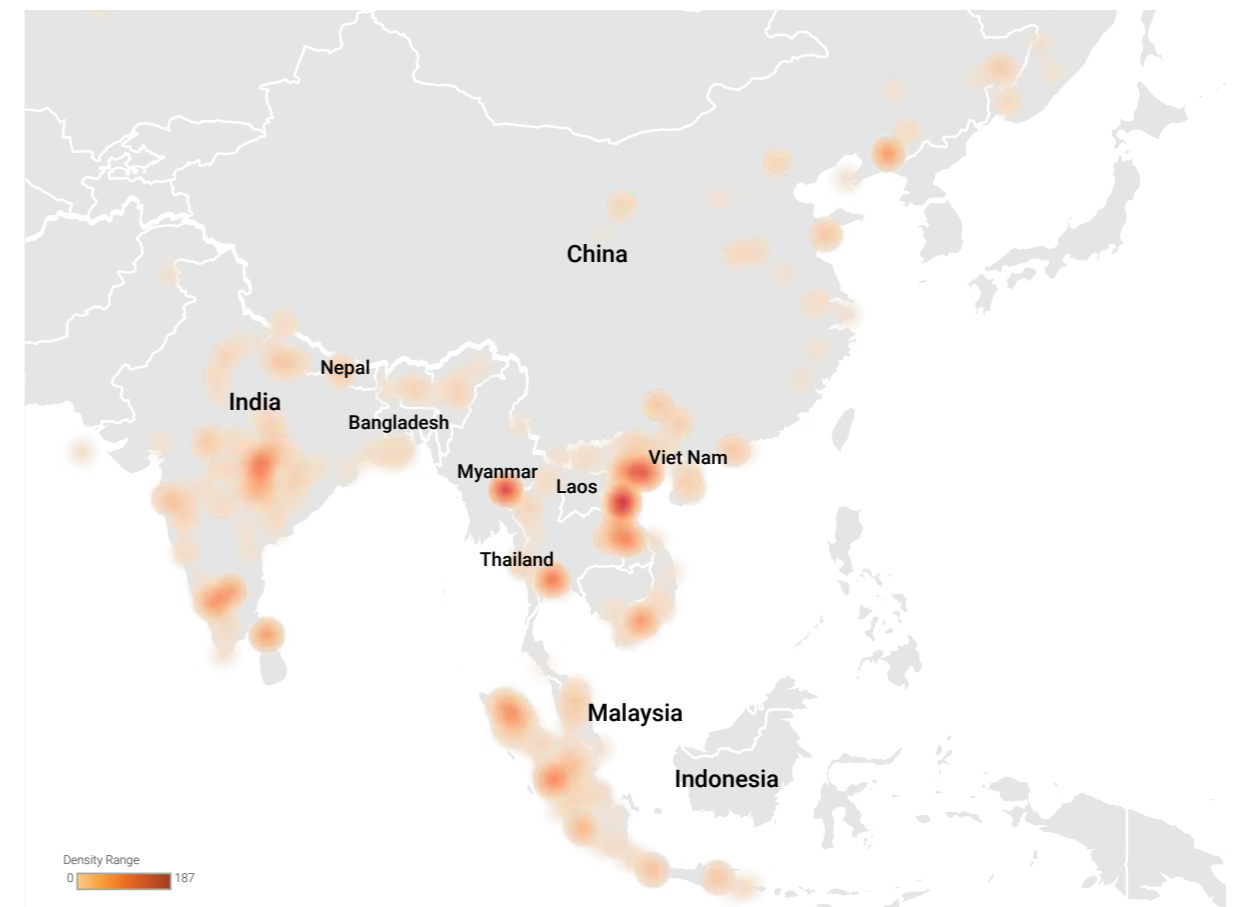 China
Nepal
India
Bangladesh
Viet Nam
Myanmar
Laos
Thailand
Malaysia
Indonesia
Density Range
0 187